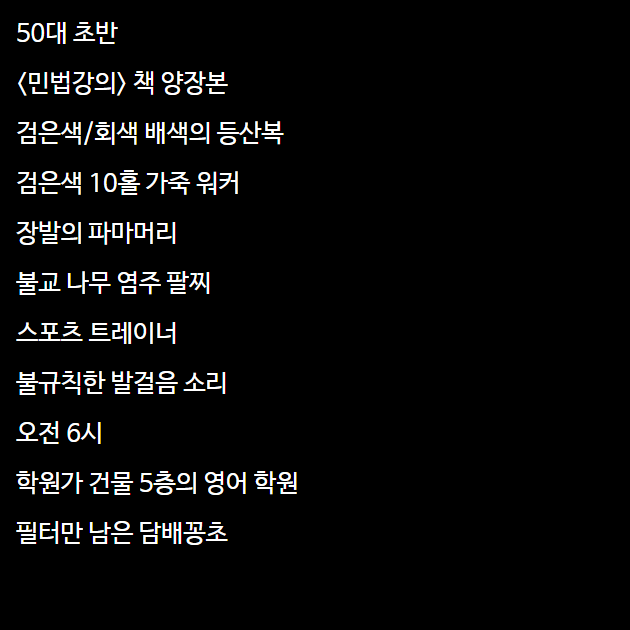 50대 초반
<민법강의> 책 양장본
검은색/회색 배색의 등산복
검은색 10홀 가죽 워커
장발의 파마머리
불교 나무 염주 팔찌
스포츠 트레이너
불규칙한 발걸음 소리
오전 6시
학원가 건물 5층의 영어 학원
필터만 남은 담배꽁초